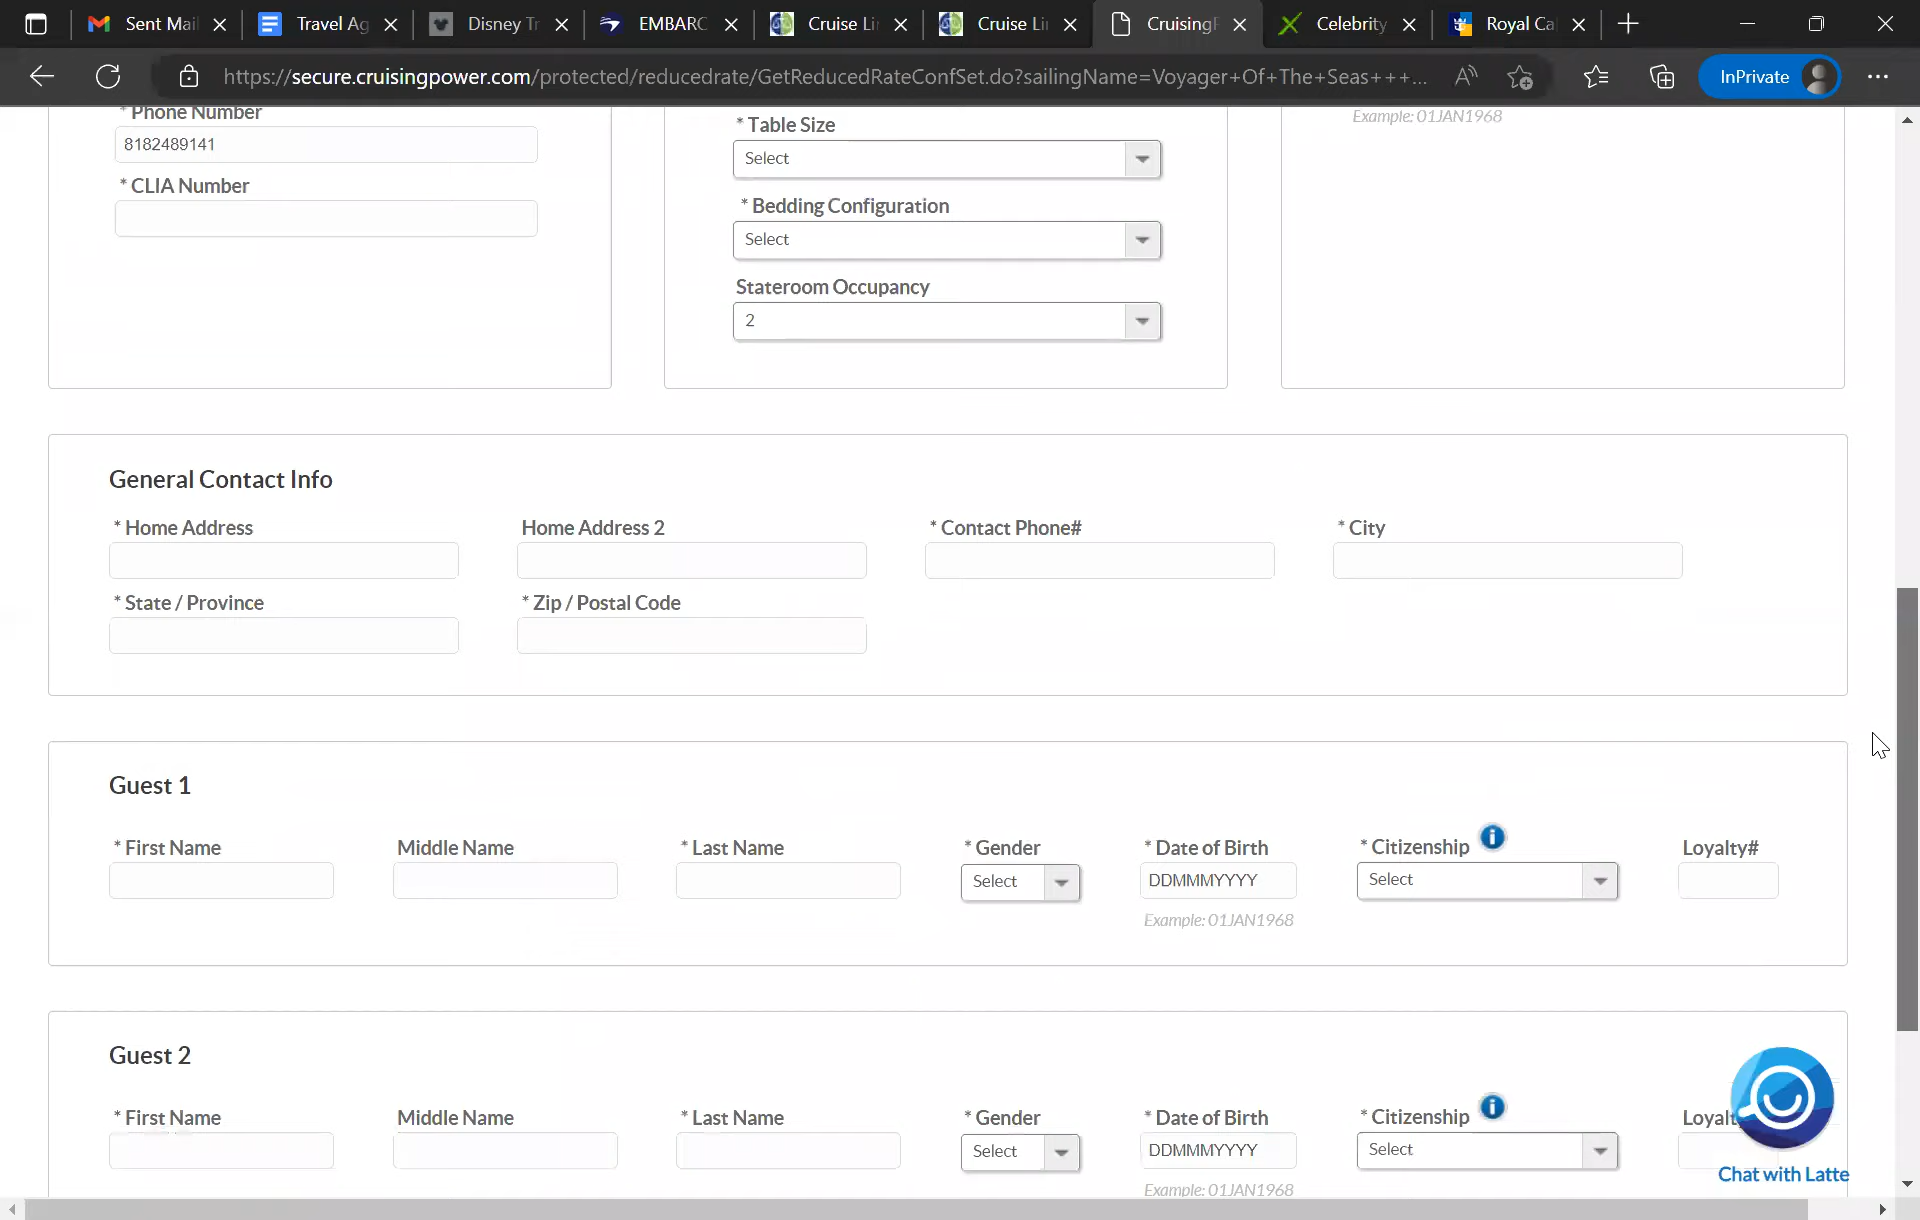 Sent Mail
Travel Ag
Disney Tr
EMBARC
Cruise Li
Cruise Li
CruisingP
Celebrity
Royal Ca
https://secure.cruisingpower.com/protected/reducedrate/GetReducedRateConfSet.do?sailingName=Voyager+Of+The+Seas+++...
InPrivate
* Phone Number
8182489141
* CLIA Number
* Table Size
Select
* Bedding Configuration
Select
Stateroom Occupancy
2
Example: 01JAN1968
General Contact Info
* Home Address
Home Address 2
* Contact Phone#
* City
* State / Province
* Zip / Postal Code
Guest 1
* First Name
Middle Name
* Last Name
* Gender
* Date of Birth
* Citizenship
Loyalty#
Select
DDMMMYYYY
Select
Example: 01JAN1968
Guest 2
* First Name
Middle Name
* Last Name
* Gender
* Date of Birth
* Citizenship
Loyalt
Select
DDMMMYYYY
Select
Chat with Latte
Example: 01JAN1968